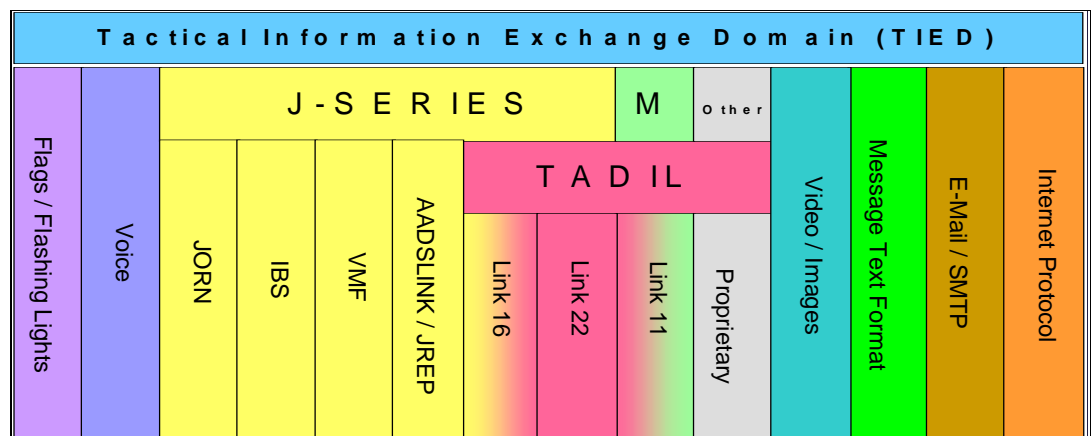 Tactical Information Exchange Domain (TIED)
J-SERIES
M
Other
TADIL
Flags / Flashing Lights
Voice
JORN
IBS
VMF
AADSLINK / JREP
Link 16
Link 22
Link 11
Proprietary
Video / Images
Message Text Format
E-Mail / SMTP
Internet Protocol